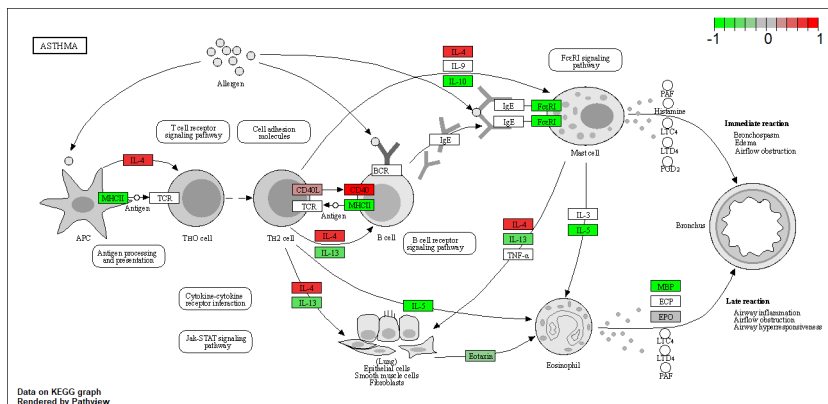 ASTHMA
-1 0 1
Allergen
IL-4
IL-9
IL-10
FcεRI signaling
pathway
T cell receptor
signaling pathway
Cell adhesion
molecules
IgE
FcεRI
IgE
FcεRI
IgE
Mast cell
PAF
Histamine
LTC4
LTD4
PGD2
Immediate reaction
Bronchospasm
Edema
Airflow obstruction
IL-4
MHCII
TCR
Antigen
APC
TH0 cell
TH2 cell
BCR
CD40L
CD40
TCR
MHCII
Antigen
B cell
IL-4
IL-13
B cell receptor
signaling pathway
Antigen processing
and presentation
IL-4
IL-13
TNF-α
IL-3
IL-5
Bronchus
Cytokine-cytokine
receptor interaction
IL-4
IL-13
IL-5
Jak-STAT signaling
pathway
(Lung)
Epithelial cells
Smooth muscle cells
Fibroblasts
Eotaxin
Eosinophil
MBP
ECP
EPO
LTC4
LTD4
PAF
Late reaction
Airway inflammation
Airflow obstruction
Airway hyperresponsiveness
Data on KEGG graph
Rendered by Pathview